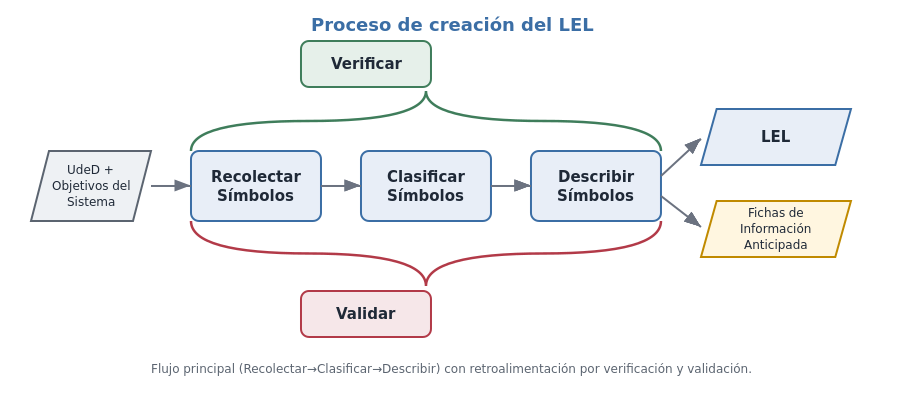 Proceso de creación del LEL
Verificar
UdeD +
Objetivos del
Sistema
Recolectar
Símbolos
Clasificar
Símbolos
Describir
Símbolos
LEL
Fichas de
Información
Anticipada
Validar
Flujo principal (Recolectar→Clasificar→Describir) con retroalimentación por verificación y validación.